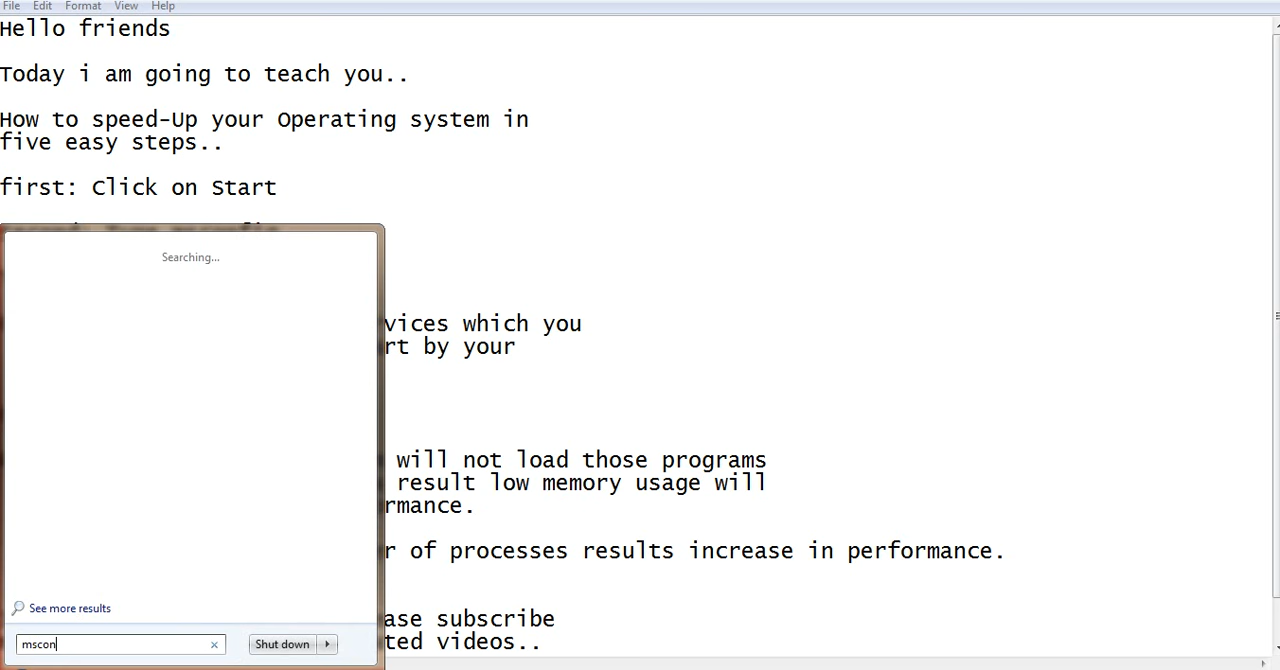 File Edit Format View Help
Hello friends
Today i am going to teach you..
How to speed-Up your Operating system in
five easy steps..
first: Click on Start
Searching...
vices which you
rt by your
will not load those programs
result low memory usage will
rmance.
r of processes results increase in performance.
See more results
ase subscribe
mscon
Shut down
ted videos..